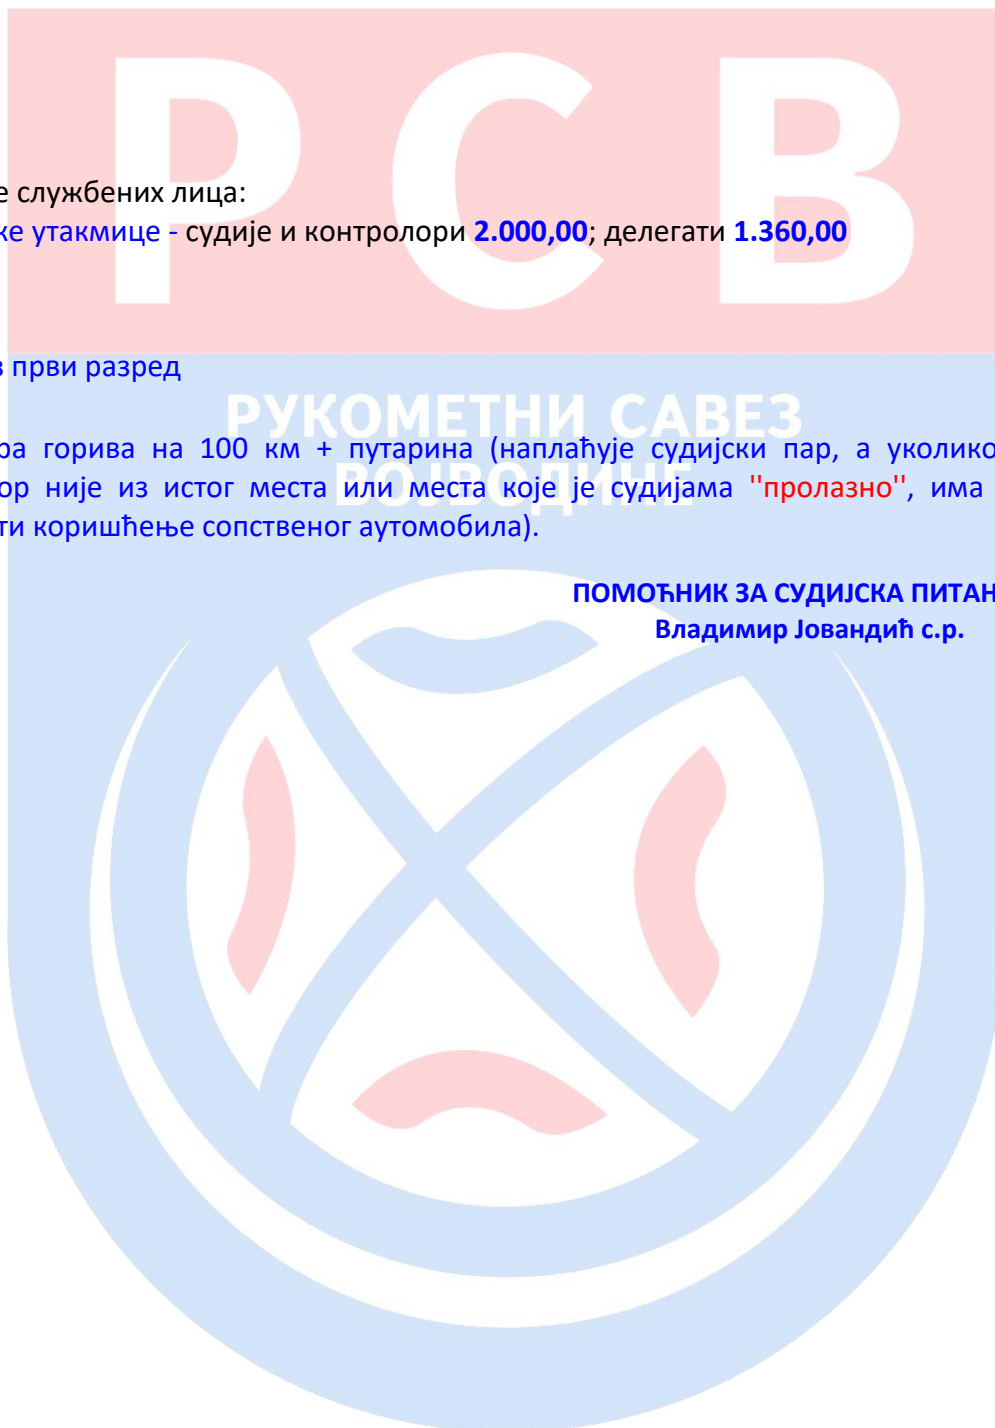 Р С В
е службених лица:
ке утакмице - судије и контролори 2.000,00; делегати 1.360,00
в први разред
РУКОМЕТНИ САВЕЗ
ра горива на 100 км + путарина (наплаћује судијски пар, а уколико
ВОЈВОДИНЕ
ор није из истог места или места које је судијама ''пролазно'', има
ти коришћење сопственог аутомобила).
ПОМОЋНИК ЗА СУДИЈСКА ПИТАН
Владимир Јовандић с.р.